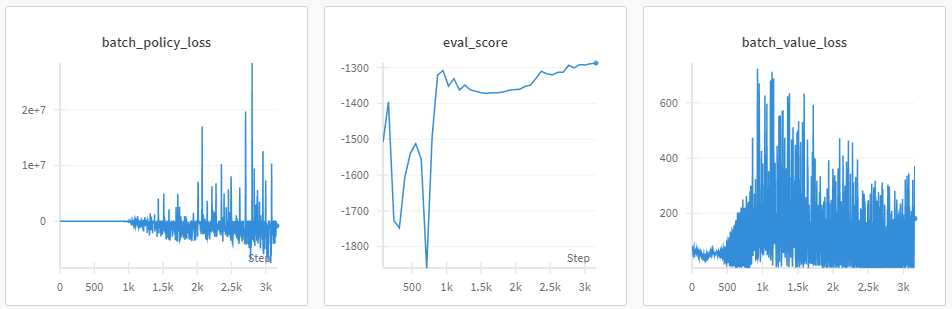 batch_policy_loss
2e+7
1e+7
0
Step
0 500 1k 1.5k 2k 2.5k 3k
eval_score
-1300
-1400
-1500
-1600
-1700
-1800
Step
500 1k 1.5k 2k 2.5k 3k
batch_value_loss
600
400
200
0 500 1k 1.5k 2k 2.5k 3k